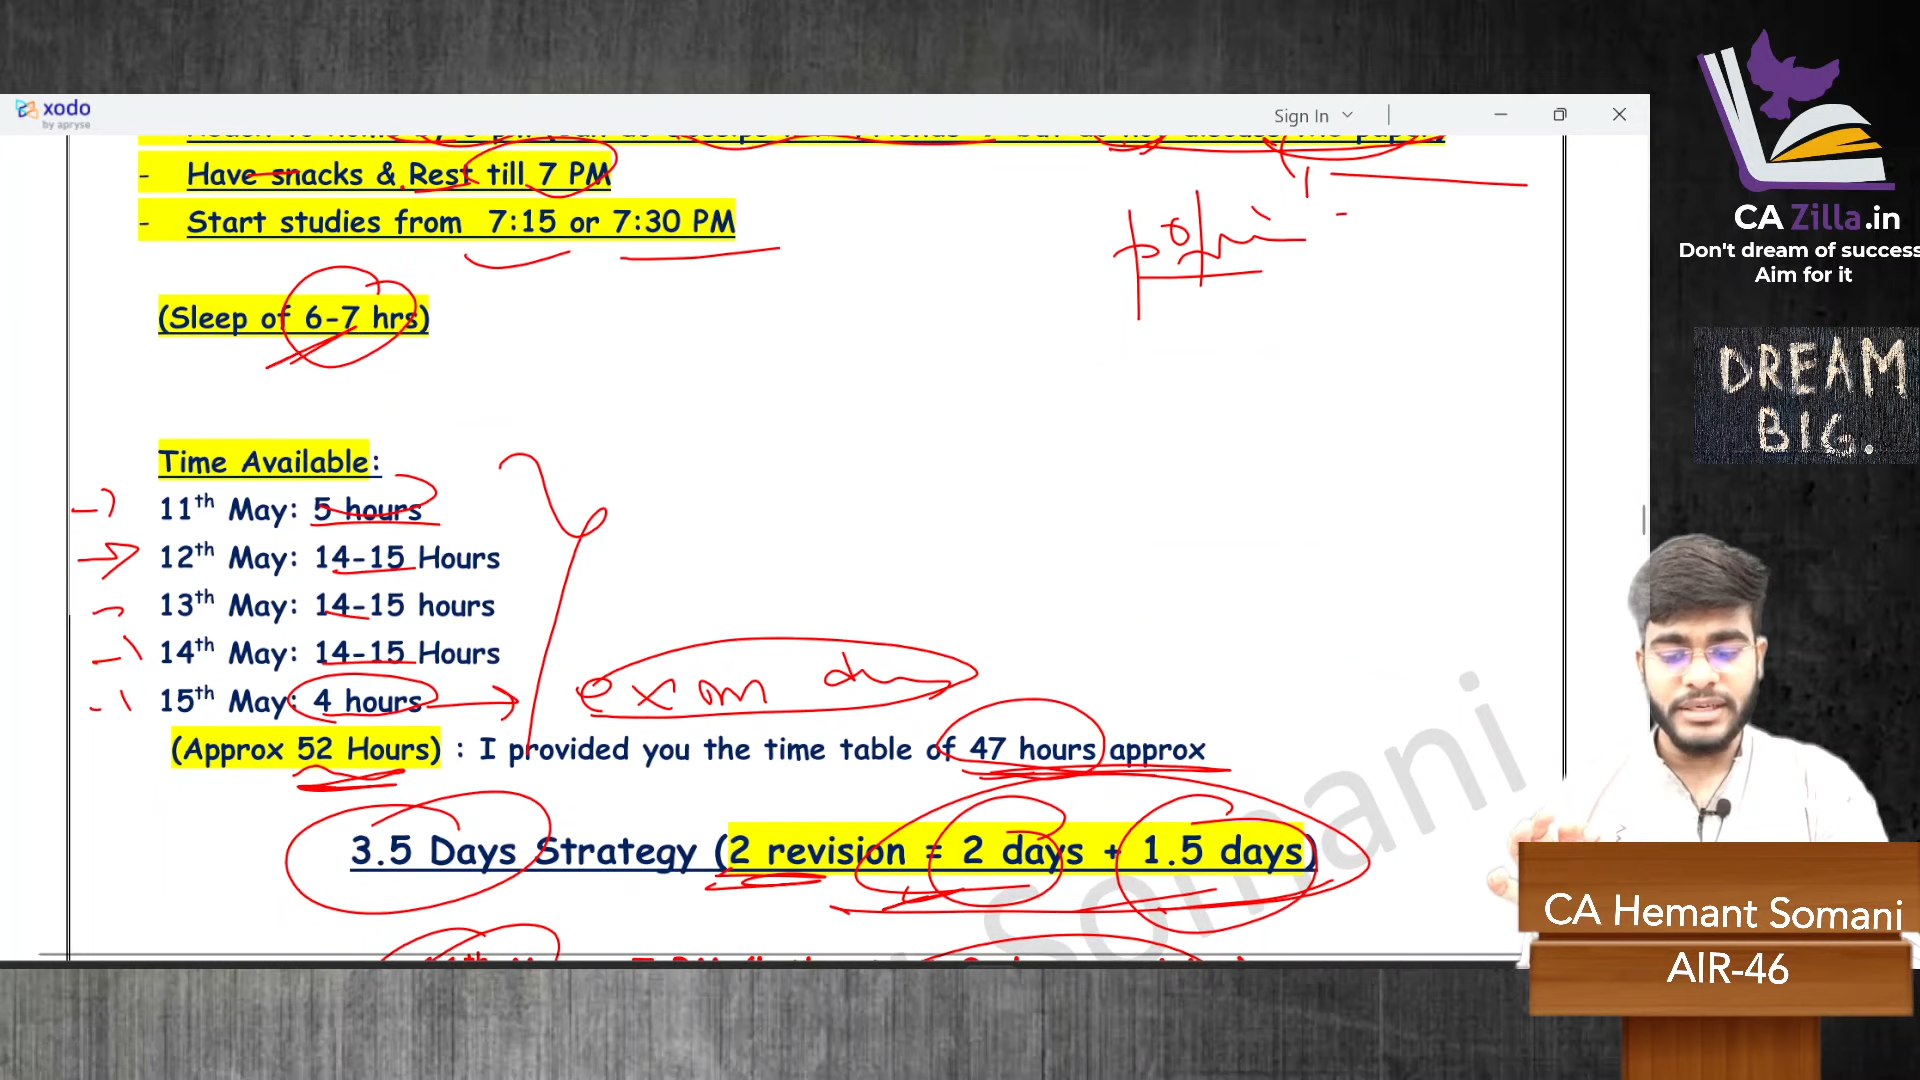 xodo
by apryse
Sign In
- Have snacks & Rest till 7 PM
- Start studies from 7:15 or 7:30 PM
(Sleep of 6-7 hrs)
Time Available:
11th May: 5 hours
12th May: 14-15 Hours
13th May: 14-15 hours
14th May: 14-15 Hours
15th May: 4 hours
exam
(Approx 52 Hours) : I provided you the time table of 47 hours approx
3.5 Days Strategy (2 revision = 2 days + 1.5 days)
Somani
CA Zilla.in
Don't dream of success
Aim for it
DREAM
BIG.
CA Hemant Somani
AIR-46